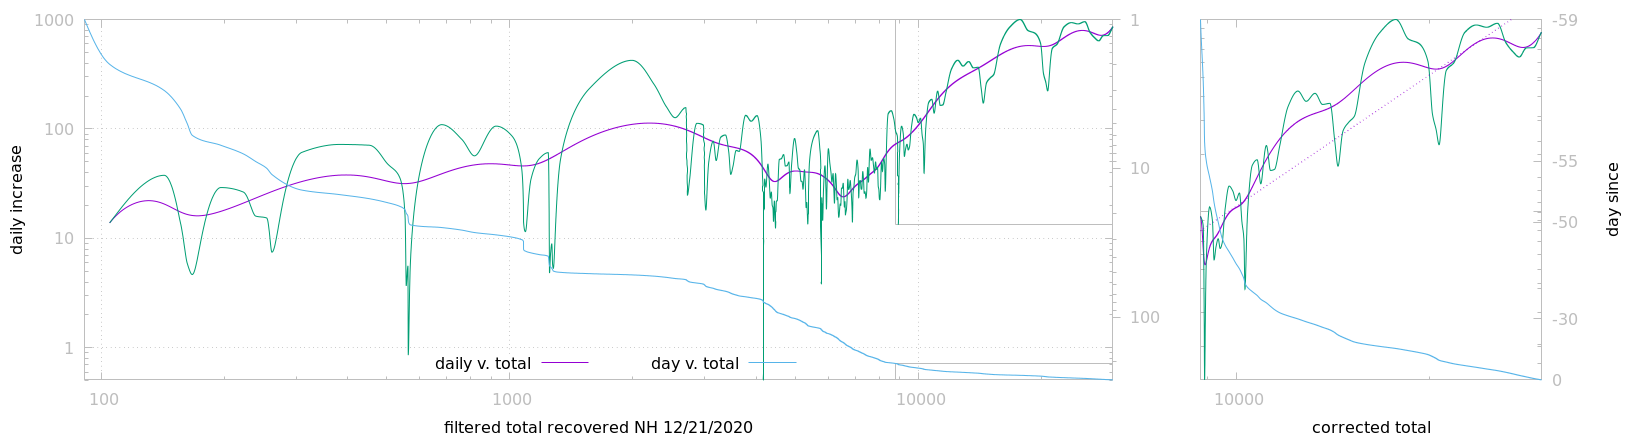 1000
100
10
1
daily increase
100
1000
10000
filtered total recovered NH 12/21/2020
daily v. total
day v. total
1
10
100
10000
corrected total
-59
-55
-50
-30
0
day since